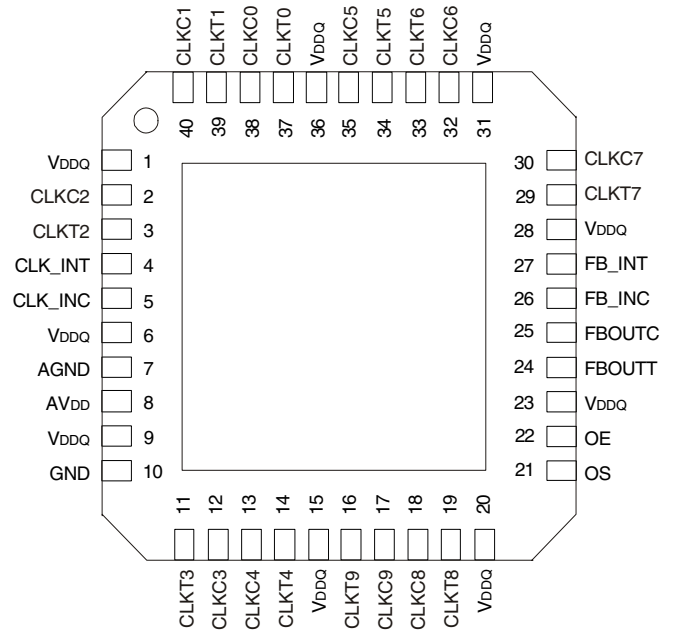 CLKC1 CLKT1 CLKC0 CLKT0 VDDQ CLKC5 CLKT5 CLKT6 CLKC6 VDDQ
40 39 38 37 36 35 34 33 32 31
VDDQ 1 30 CLKC7
CLKC2 2 29 CLKT7
CLKT2 3 28 VDDQ
CLK_INT 4 27 FB_INT
CLK_INC 5 26 FB_INC
VDDQ 6 25 FBOUTC
AGND 7 24 FBOUTT
AVDD 8 23 VDDQ
VDDQ 9 22 OE
GND 10 21 OS
11 12 13 14 15 16 17 18 19 20
CLKT3 CLKC3 CLKC4 CLKT4 VDDQ CLKT9 CLKC9 CLKC8 CLKT8 VDDQ